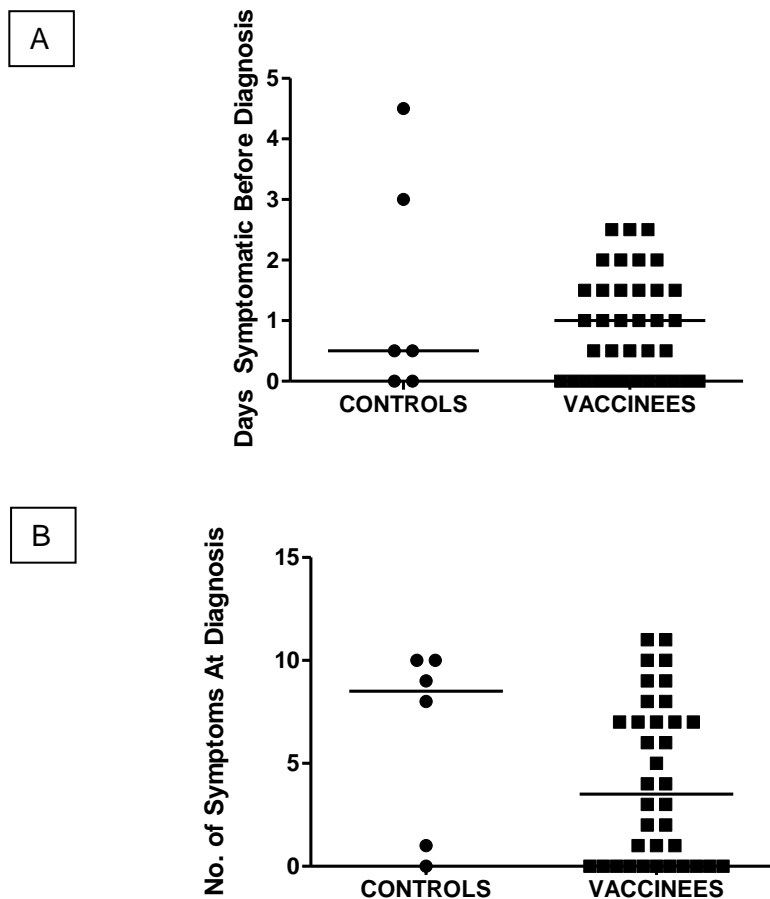 A
Days Symptomatic Before Diagnosis
5
4
3
2
1
0
CONTROLS VACCINEES
B
No. of Symptoms At Diagnosis
15
10
5
0
CONTROLS VACCINEES